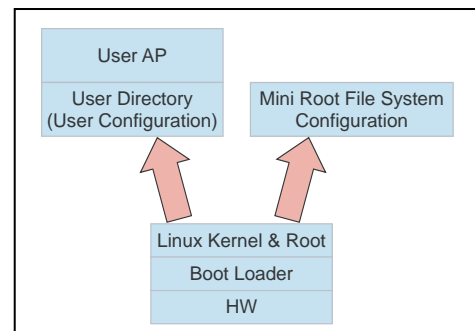 User AP
User Directory
(User Configuration)
Mini Root File System
Configuration
Linux Kernel & Root
Boot Loader
HW